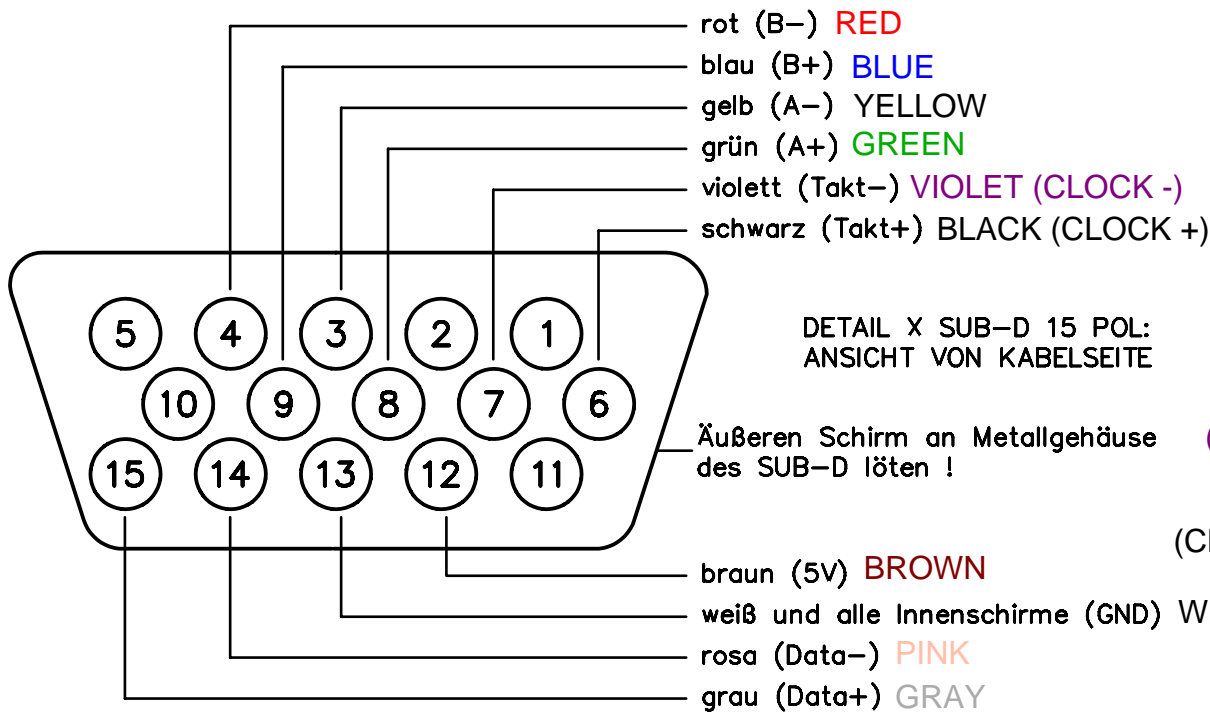 rot (B-) RED
blau (B+) BLUE
gelb (A-) YELLOW
grün (A+) GREEN
violett (Takt-) VIOLET (CLOCK -)
schwarz (Takt+) BLACK (CLOCK +)
5 4 3 2 1
DETAIL X SUB-D 15 POL:
ANSICHT VON KABELSEITE
10 9 8 7 6
Äußeren Schirm an Metallgehäuse
des SUB-D löten !
15 14 13 12 11
braun (5V) BROWN
weiß und alle Innenschirme (GND) W
rosa (Data-) PINK
grau (Data+) GRAY